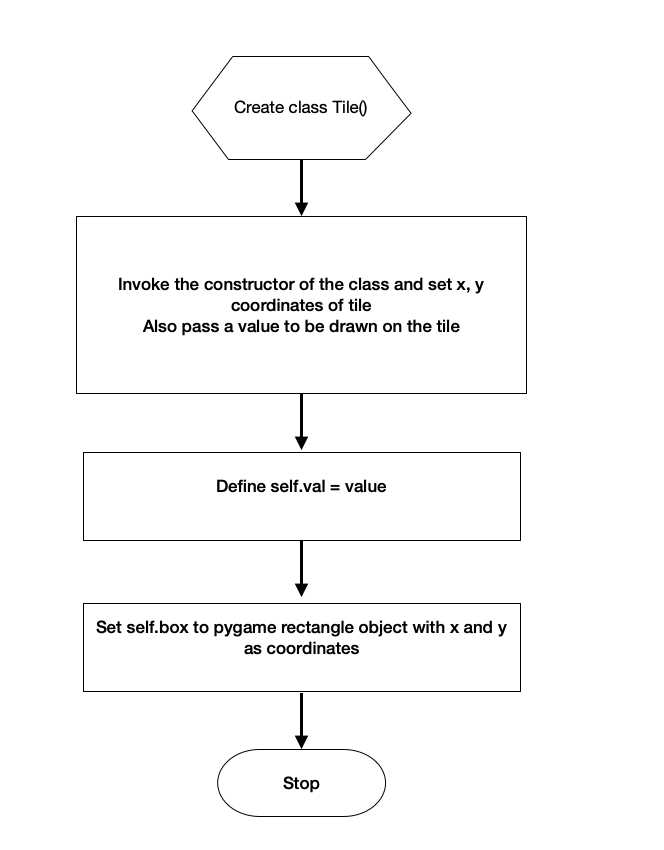 Create class Tile()
Invoke the constructor of the class and set x, y
coordinates of tile
Also pass a value to be drawn on the tile
Define self.val = value
Set self.box to pygame rectangle object with x and y
as coordinates
Stop